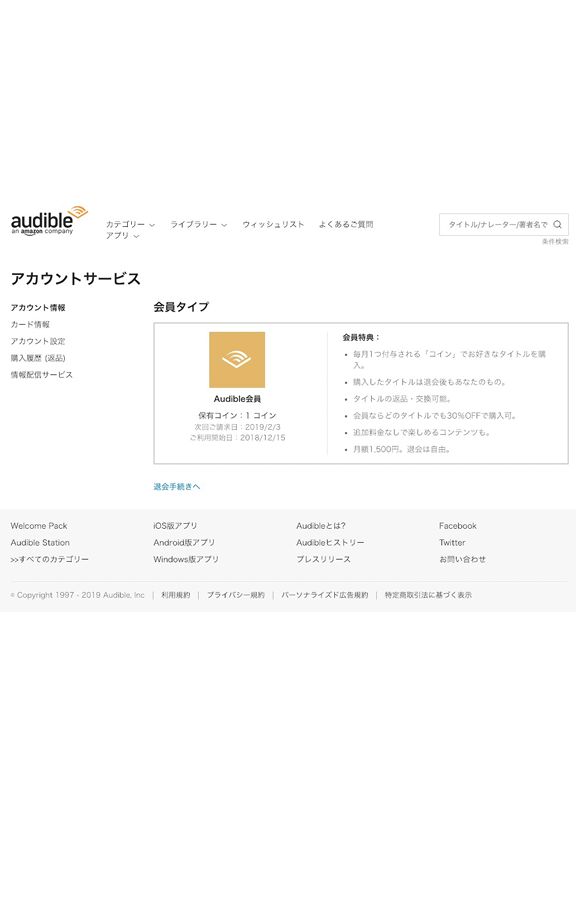 audible
an amazon company
カテゴリー
ライブラリー
ウィッシュリスト
よくあるご質問
アプリ
タイトル/ナレーター/著者名で
条件検索
アカウントサービス
アカウント情報
カード情報
アカウント設定
購入履歴 (返品)
情報配信サービス
会員タイプ
Audible会員
保有コイン：1 コイン
次回ご請求日：2019/2/3
ご利用開始日：2018/12/15
会員特典：
• 毎月1つ付与される「コイン」でお好きなタイトルを購
入。
• 購入したタイトルは退会後もあなたのもの。
• タイトルの返品・交換可能。
• 会員ならどのタイトルでも30%OFFで購入可。
• 追加料金なしで楽しめるコンテンツも。
• 月額1,500円。退会は自由。
退会手続きへ
Welcome Pack
Audible Station
>>すべてのカテゴリー
iOS版アプリ
Android版アプリ
Windows版アプリ
Audibleとは?
Audibleヒストリー
プレスリリース
Facebook
Twitter
お問い合わせ
© Copyright 1997 - 2019 Audible, Inc | 利用規約 | プライバシー規約 | パーソナライズド広告規約 | 特定商取引法に基づく表示